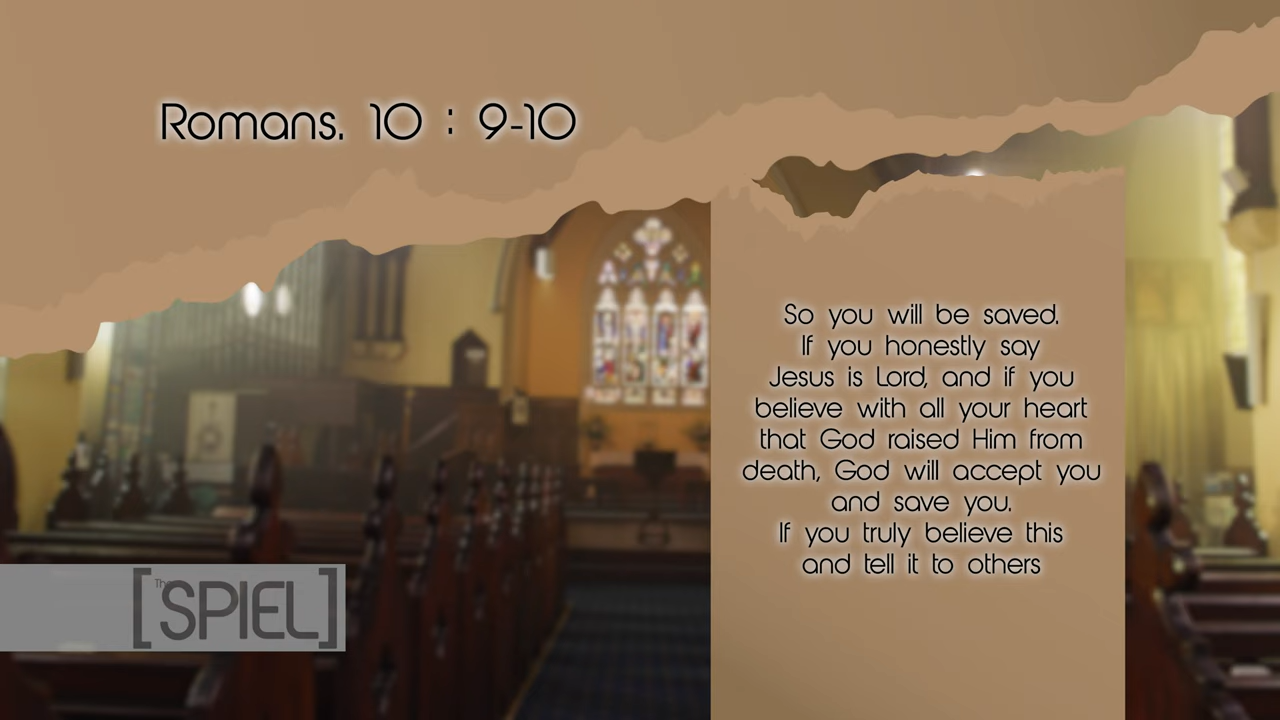 Romans. 10 : 9-10
So you will be saved.
If you honestly say
Jesus is Lord, and if you
believe with all your heart
that God raised Him from
death, God will accept you
and save you.
If you truly believe this
and tell it to others
[The SPIEL]